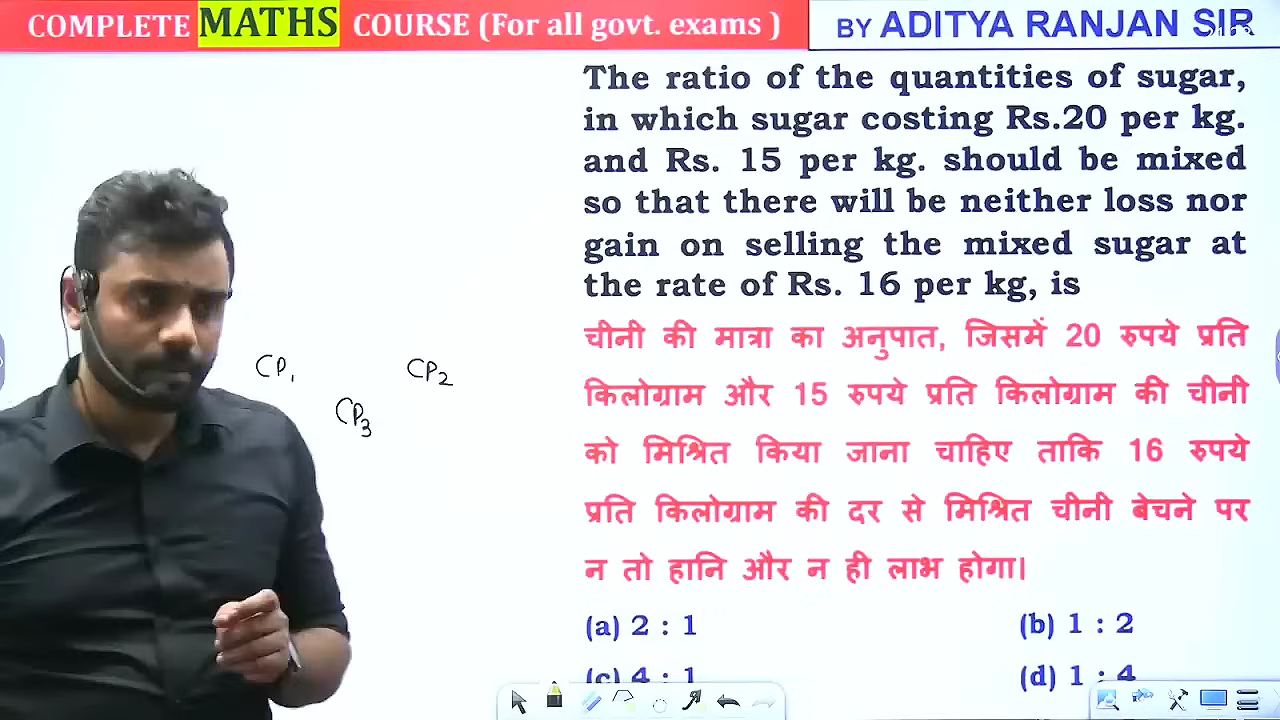 COMPLETE MATHS COURSE (For all govt. exams )
BY ADITYA RANJAN SIR
The ratio of the quantities of sugar,
in which sugar costing Rs.20 per kg.
and Rs. 15 per kg. should be mixed
so that there will be neither loss nor
gain on selling the mixed sugar at
the rate of Rs. 16 per kg, is
चीनी की मात्रा का अनुपात, जिसमें 20 रुपये प्रति
किलोग्राम और 15 रुपये प्रति किलोग्राम की चीनी
को मिश्रित किया जाना चाहिए ताकि 16 रुपये
प्रति किलोग्राम की दर से मिश्रित चीनी बेचने पर
न तो हानि और न ही लाभ होगा।
(a) 2 : 1
(b) 1 : 2
(c) 4 : 1
(d) 1 : 4
CP₁
CP₂
CP₃